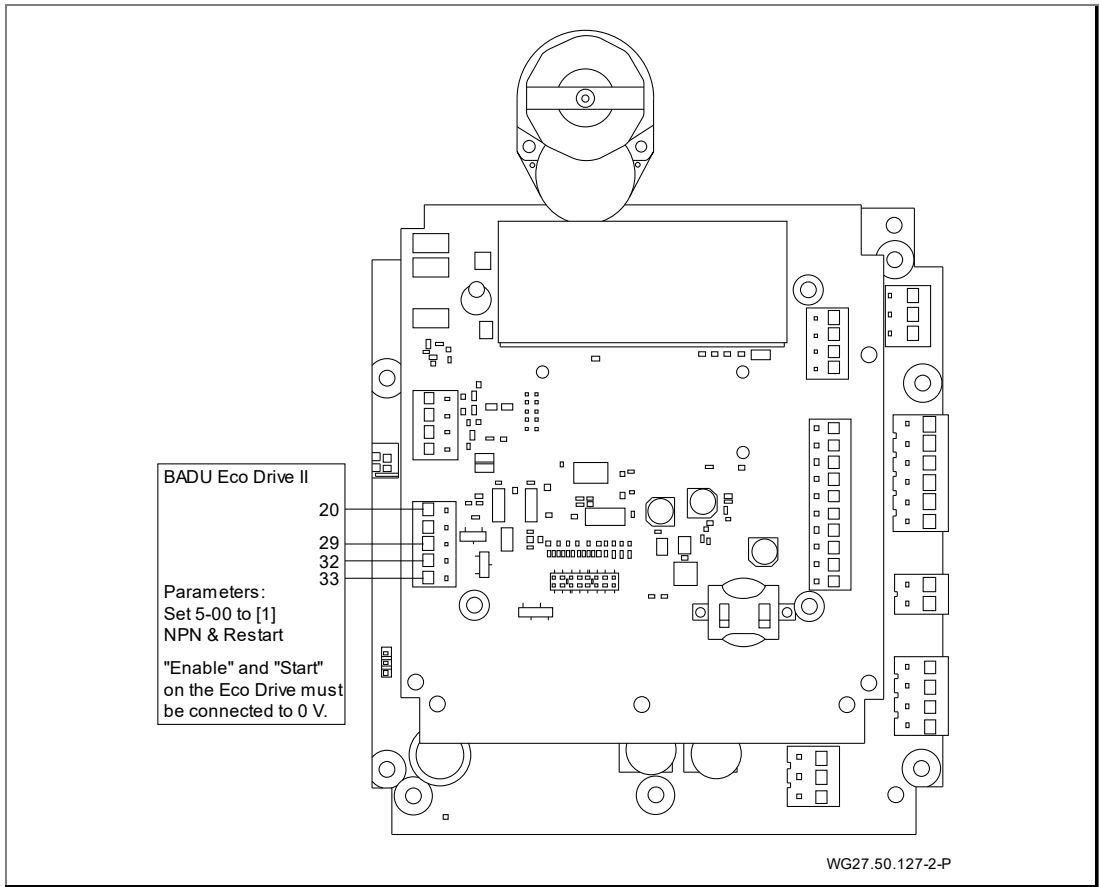 BADU Eco Drive II
20
29
32
33
Parameters:
Set 5-00 to [1]
NPN & Restart
"Enable" and "Start"
on the Eco Drive must
be connected to 0 V.
WG27.50.127-2-P